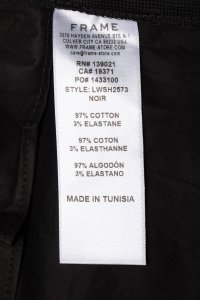 FRAME
3518 HAYDEN AVENUE STE N-1
CULVER CITY CA 90232 USA
WWW.FRAME-STORE.COM
care@frame-store.com
RN# 139021
CA# 19371
PO# 1433100
STYLE: LWSH2573
NOIR
97% COTTON
3% ELASTANE
97% COTON
3% ELASTHANNE
97% ALGODÓN
3% ELASTANO
MADE IN TUNISIA